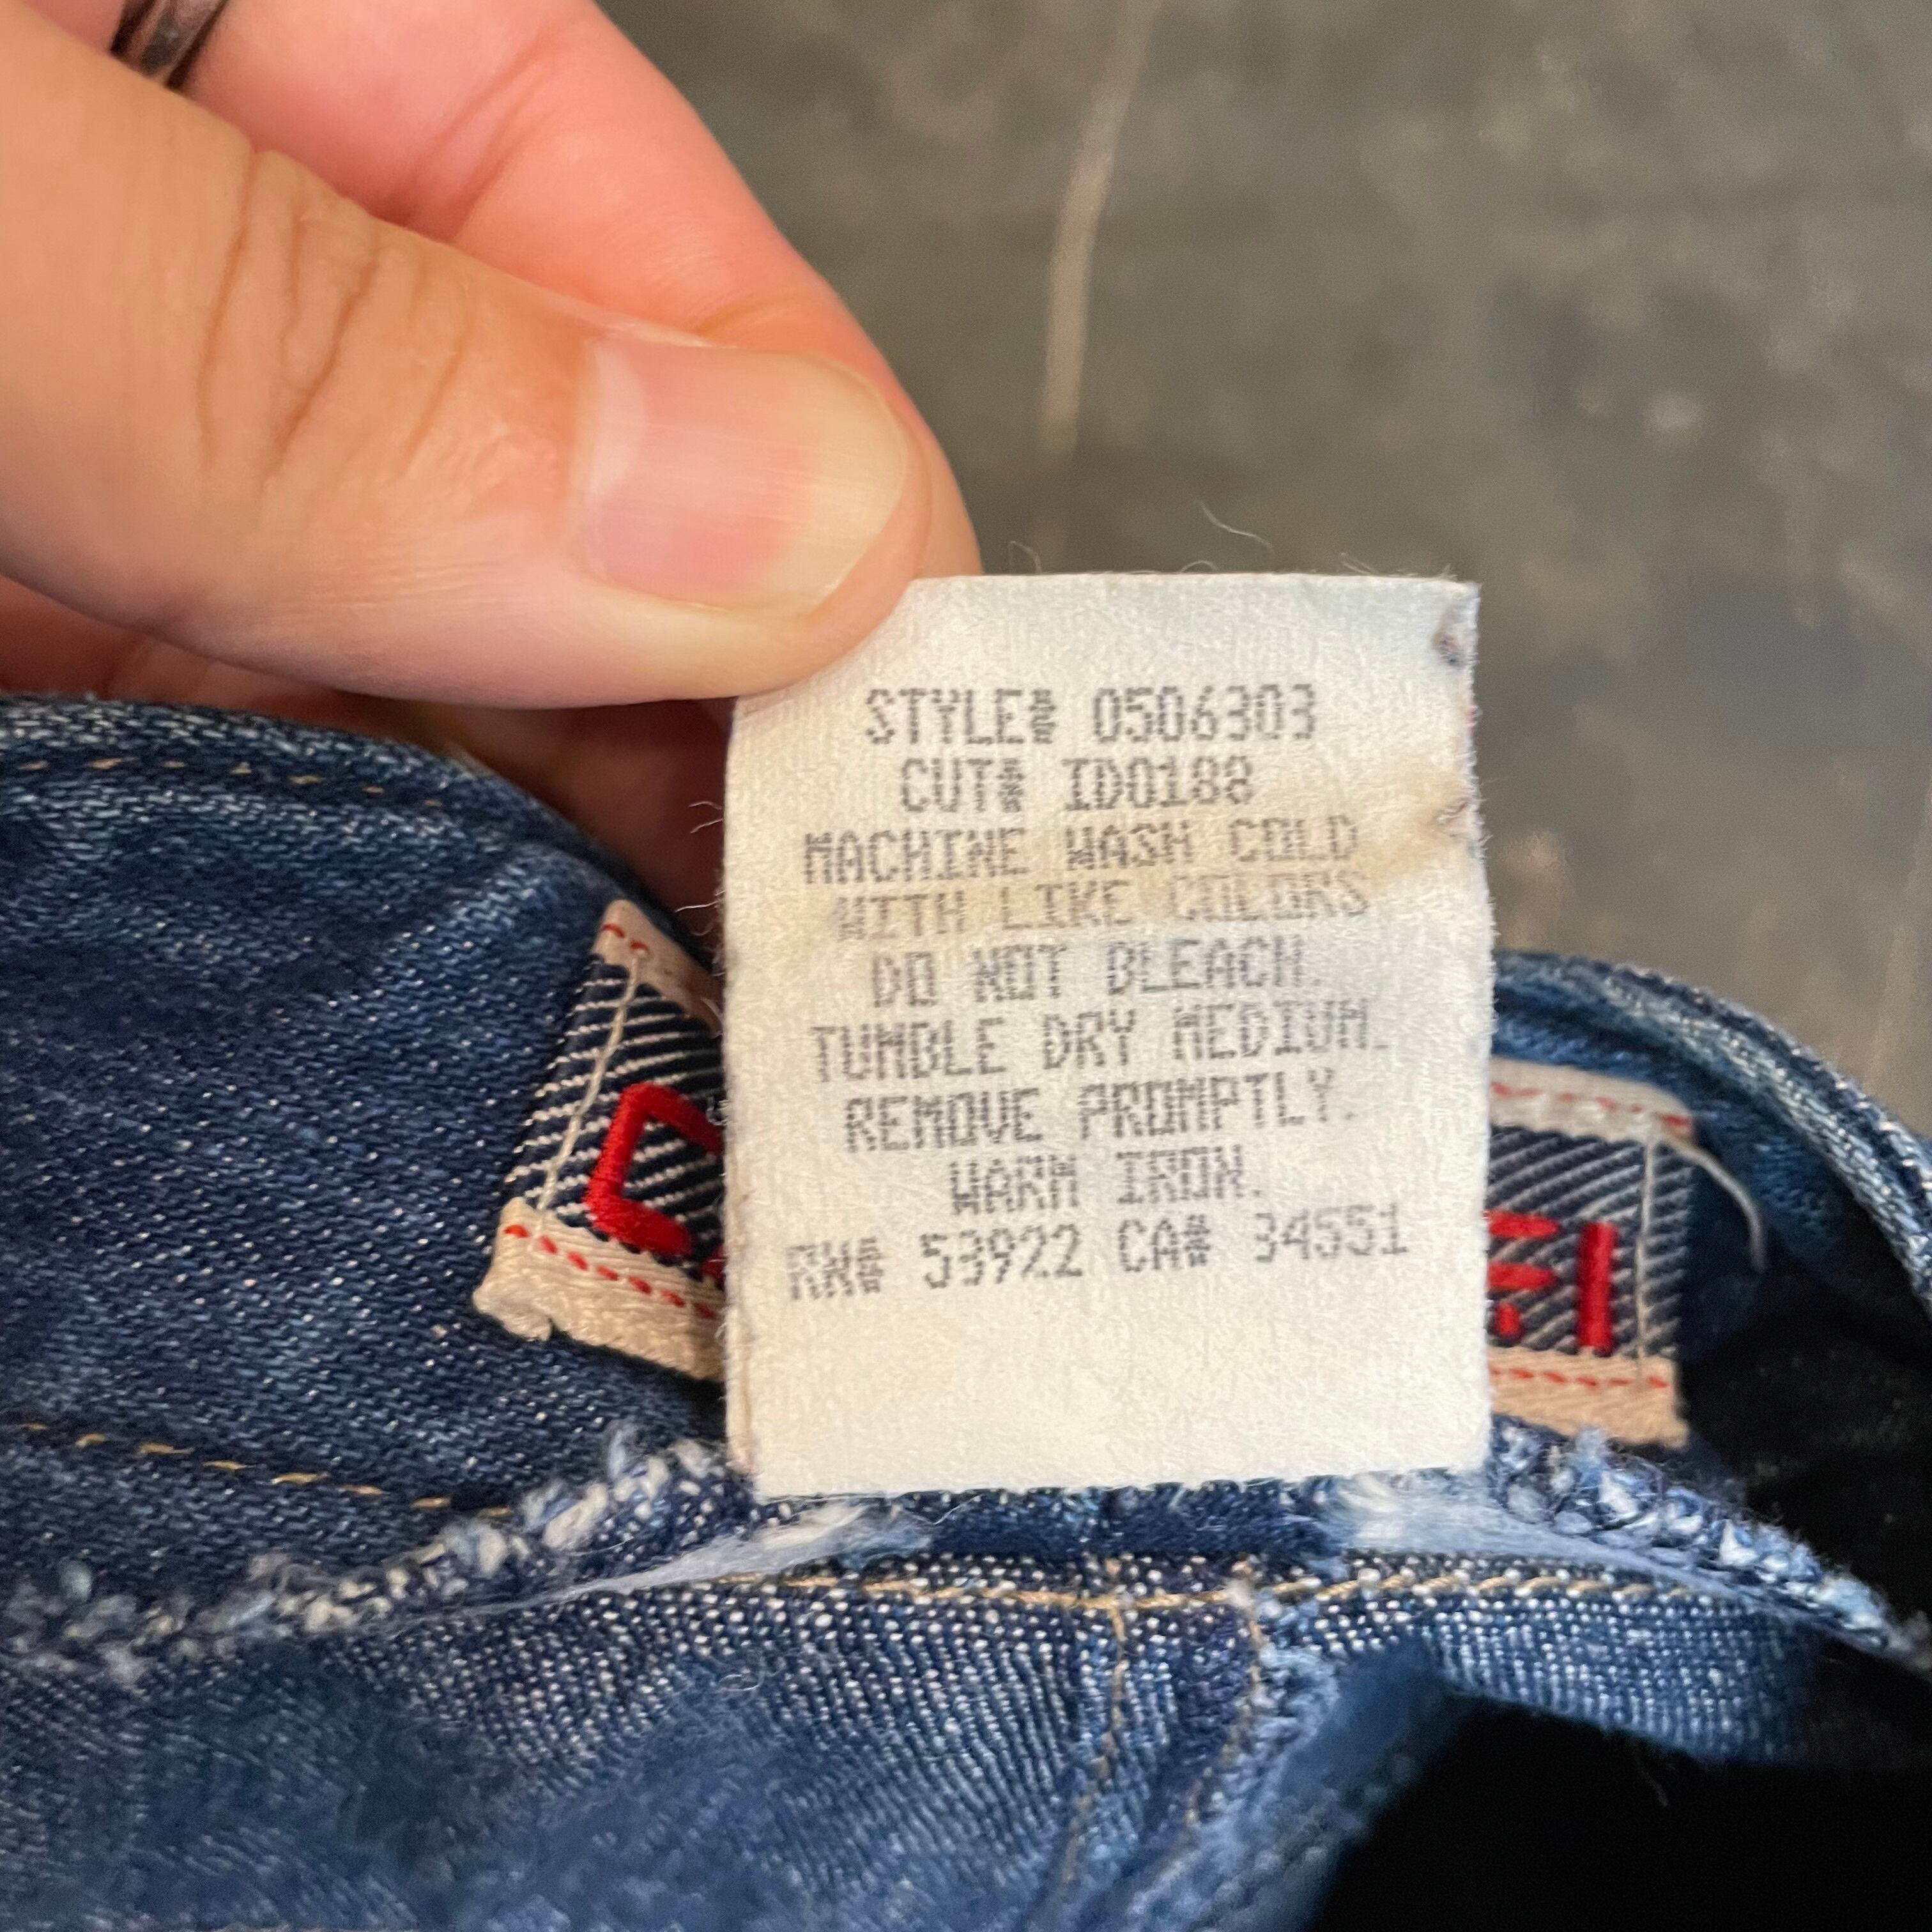 STYLE# 0506303
CUT# ID0188
MACHINE WASH COLD
WITH LIKE COLORS
DO NOT BLEACH.
TUMBLE DRY MEDIUM.
REMOVE PROMPTLY.
WARM IRON.
RN# 53922 CA# 34551